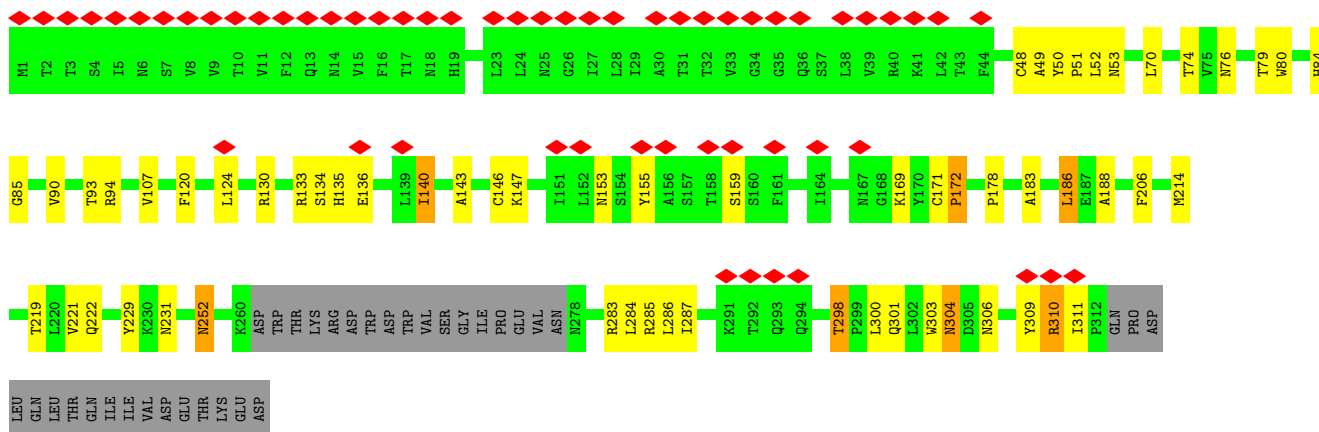 M1 T2 T3 S4 I5 N6 S7 V8 V9 T10 V11 F12 Q13 N14 V15 F16 T17 N18 H19 L23 L24 N25 G26 I27 L28 I29 A30 T31 T32 V33 G34 G35 Q36 S37 L38 V39 R40 K41 L42 T43 F44 C48 A49 Y50 P51 L52 N53 L70 T74 V75 N76 T79 W80 H84
G85 V90 T93 R94 V107 F120 L124 R130 R133 S134 H135 E136 L139 I140 A143 C146 K147 I151 L152 N153 S154 Y155 A156 S157 T158 S159 S160 F161 I164 N167 G168 K169 Y170 C171 P172 P178 A183 L186 E187 A188 F206 M214
T219 L220 V221 Q222 Y229 K230 N231 N252 K260 ASP TRP THR LYS ARG ASP TRP ASP TRP VAL SER GLY ILE PRO GLU VAL ASN N278 R283 L284 R285 L286 I287 K291 T292 Q293 Q294 T298 P299 L300 Q301 L302 W303 N304 D305 N306 Y309 R310 I311 P312 GLN PRO ASP
LEU GLN LEU THR GLN ILE ILE VAL ASP GLU THR LYS GLU ASP